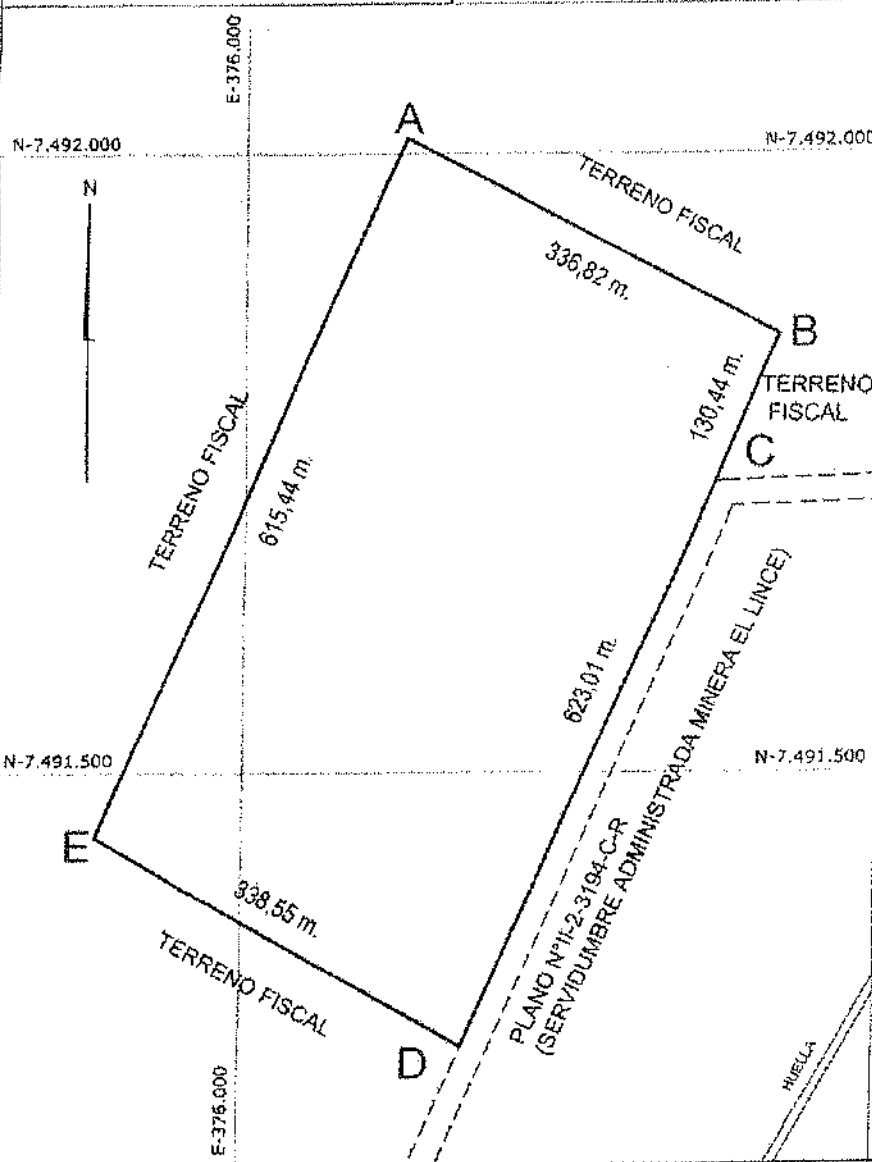 E-376.000
A
N-7.492.000
N-7.492.000
N
TERRENO FISCAL
336,82 m.
B
130,44 m.
TERRENO
FISCAL
C
TERRENO FISCAL
615,44 m.
623,01 m.
N-7.491.500
N-7.491.500
PLANO N°II-2-3194-C-R
(SERVIDUMBRE ADMINISTRADA MINERA EL LINCE)
E
338,55 m.
TERRENO FISCAL
D
HUELLA
E-376.000